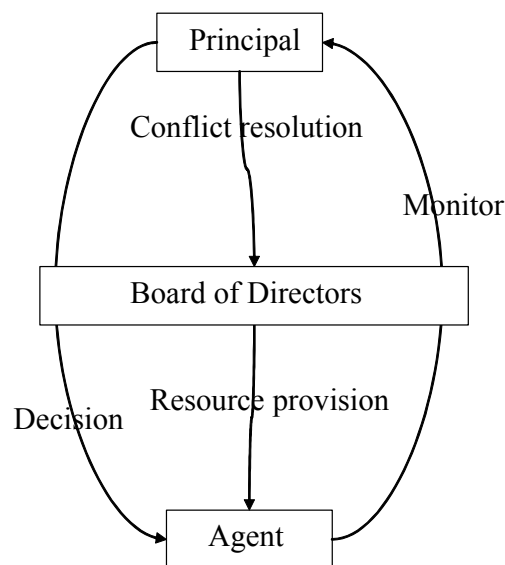 Principal
Conflict resolution
Monitor
Board of Directors
Resource provision
Decision
Agent